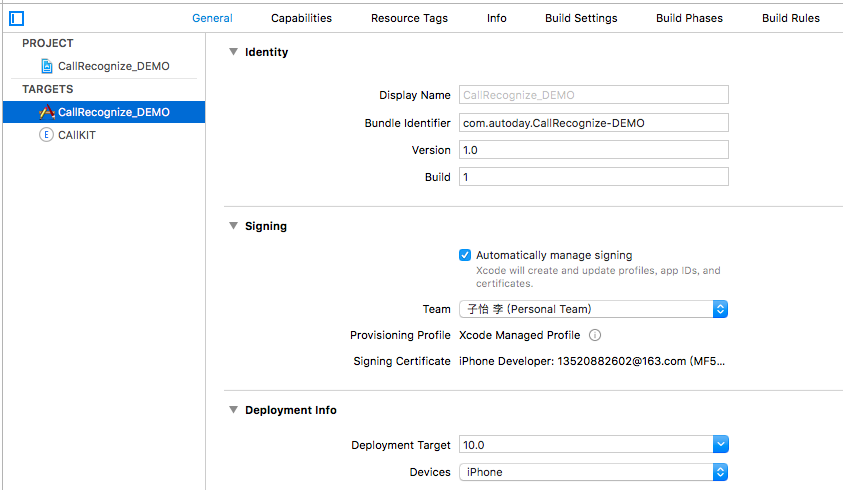 General Capabilities Resource Tags Info Build Settings Build Phases Build Rules
PROJECT
CallRecognize_DEMO
TARGETS
CallRecognize_DEMO
E CAllKIT
Identity
Display Name CallRecognize_DEMO
Bundle Identifier com.autoday.CallRecognize-DEMO
Version 1.0
Build 1
Signing
Automatically manage signing
Xcode will create and update profiles, app IDs, and
certificates.
Team 子怡 李 (Personal Team)
Provisioning Profile Xcode Managed Profile
Signing Certificate iPhone Developer: 13520882602@163.com (MF5...
Deployment Info
Deployment Target 10.0
Devices iPhone